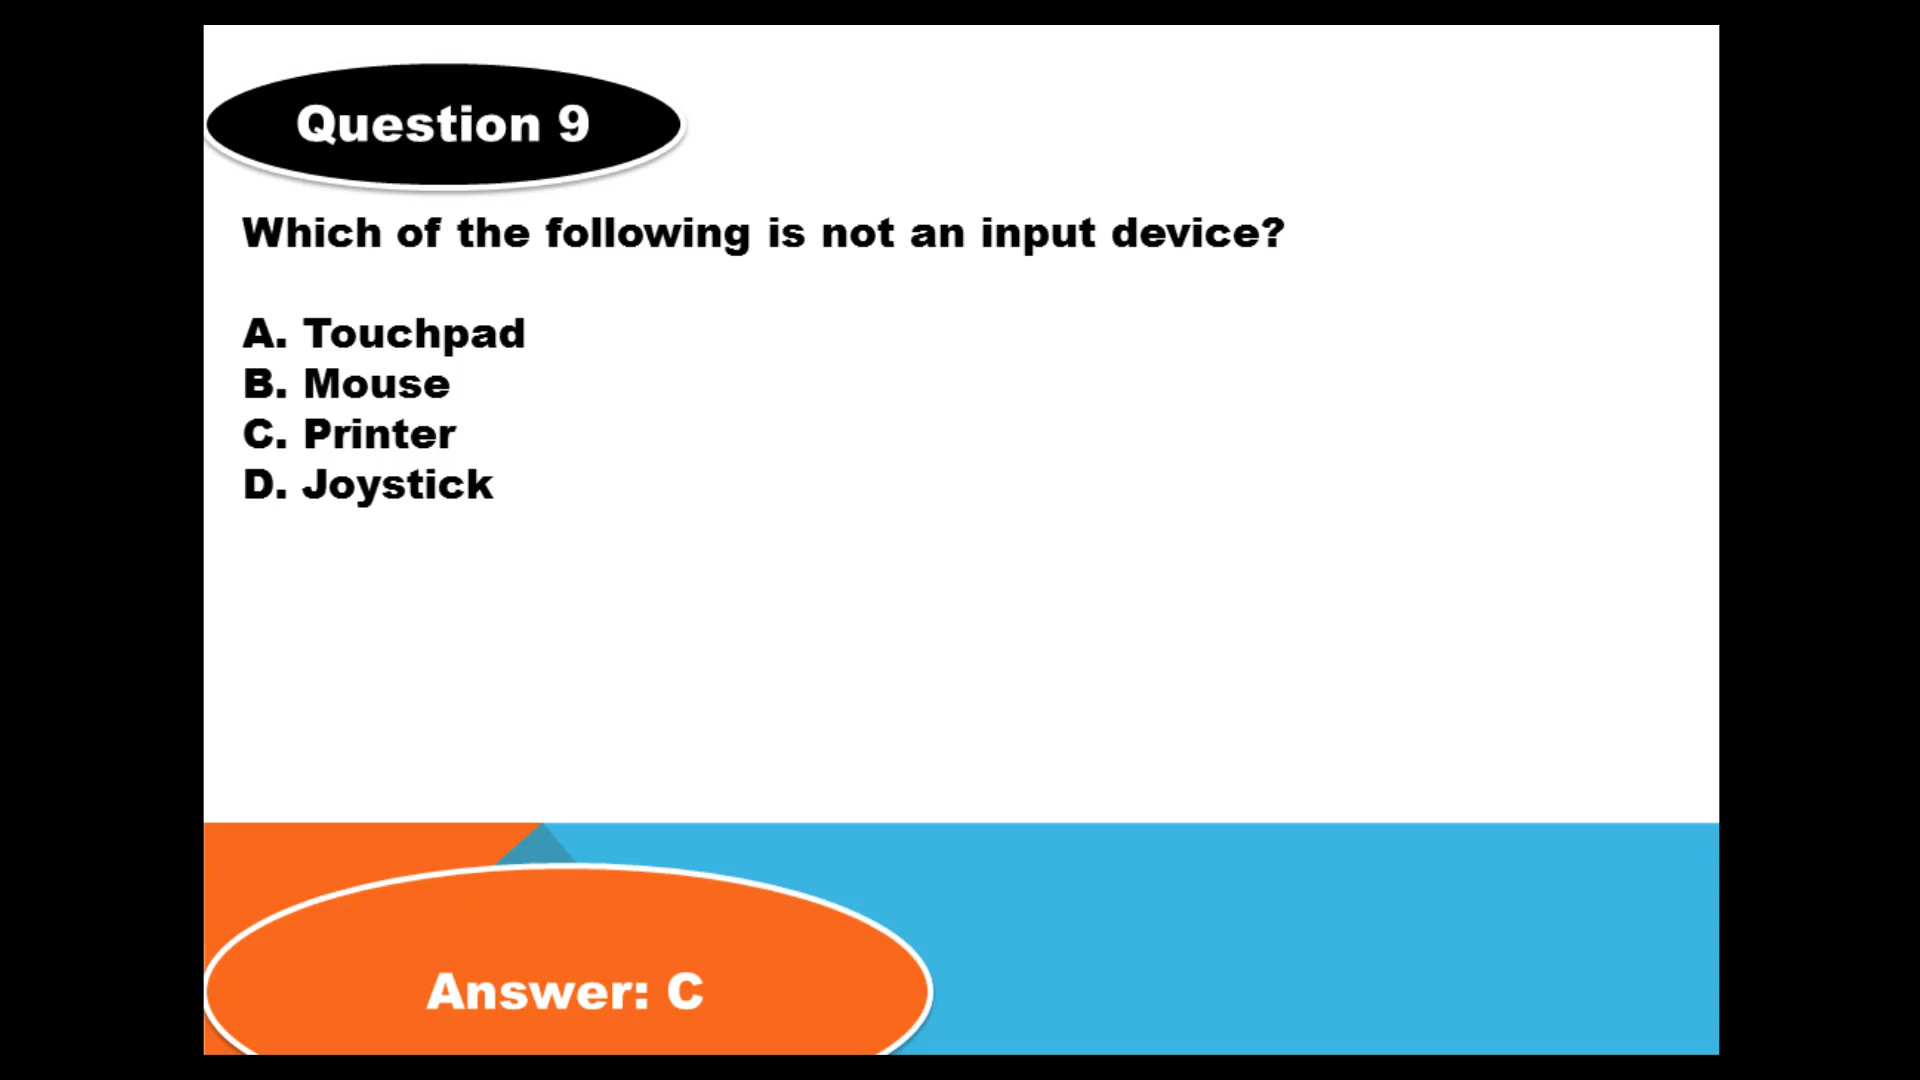 Question 9
Which of the following is not an input device?
A. Touchpad
B. Mouse
C. Printer
D. Joystick
Answer: C